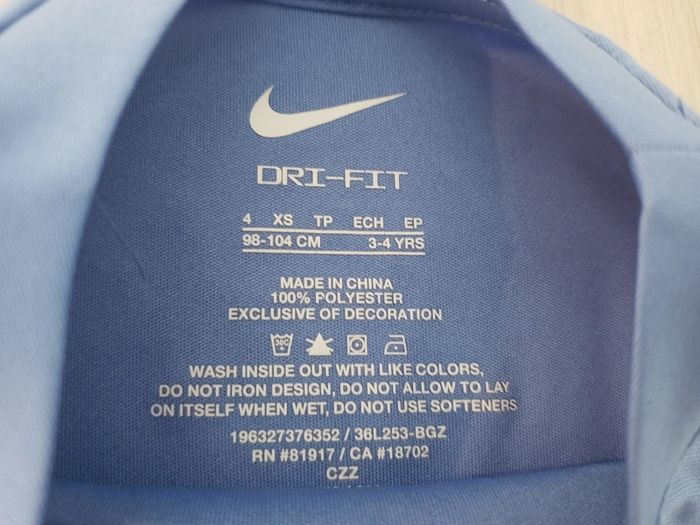 DRI-FIT
4 XS TP ECH EP
98-104 CM 3-4 YRS
MADE IN CHINA
100% POLYESTER
EXCLUSIVE OF DECORATION
30C
WASH INSIDE OUT WITH LIKE COLORS,
DO NOT IRON DESIGN, DO NOT ALLOW TO LAY
ON ITSELF WHEN WET, DO NOT USE SOFTENERS
196327376352 / 36L253-BGZ
RN #81917 / CA #18702
CZZ